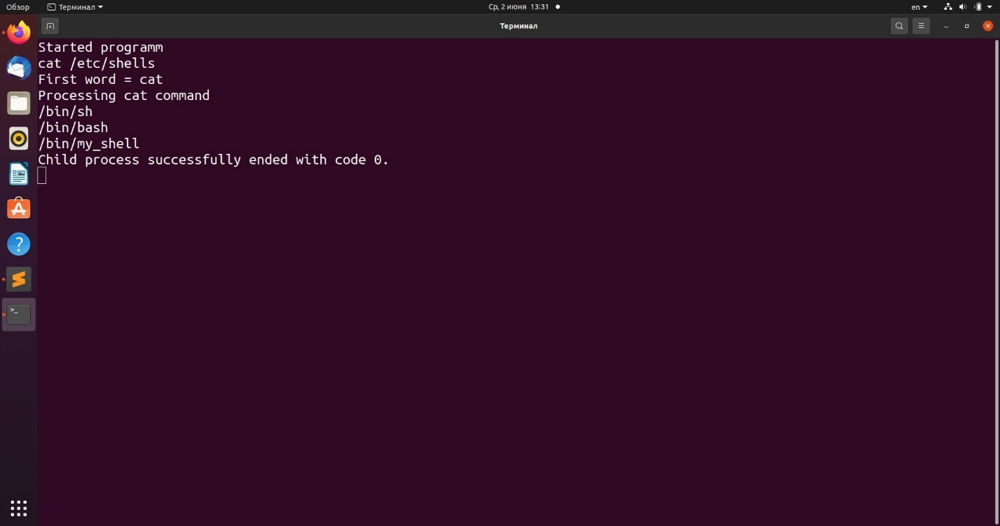 Обзор
Терминал
Ср, 2 июня 13:31
en
Терминал
Started programm
cat /etc/shells
First word = cat
Processing cat command
/bin/sh
/bin/bash
/bin/my_shell
Child process successfully ended with code 0.